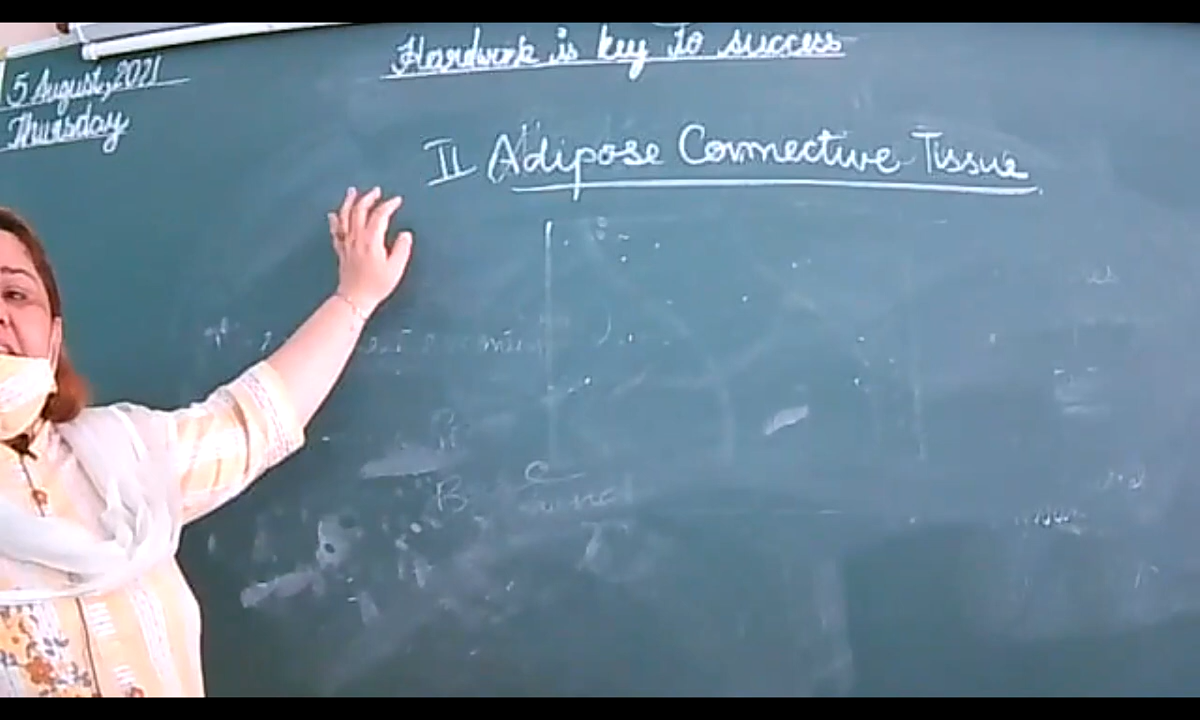 Hardwork is key to success
5 August, 2021
Thursday
II Adipose Connective Tissue